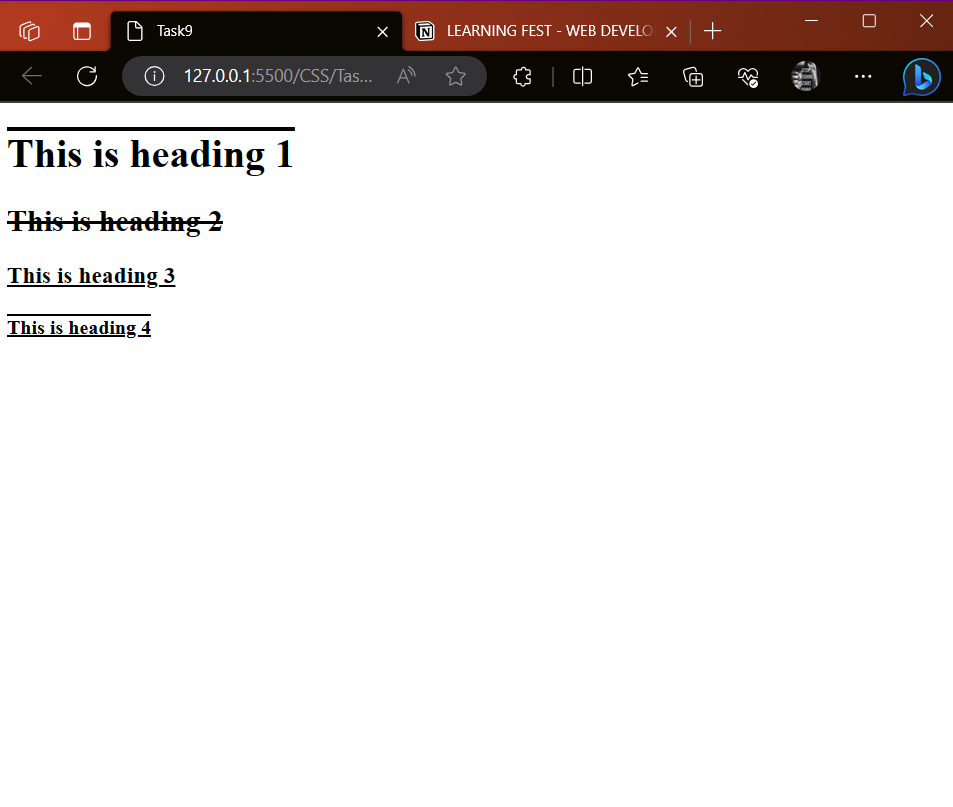 Task9
LEARNING FEST - WEB DEVELO
127.0.0.1:5500/CSS/Tas...
This is heading 1
This is heading 2
This is heading 3
This is heading 4